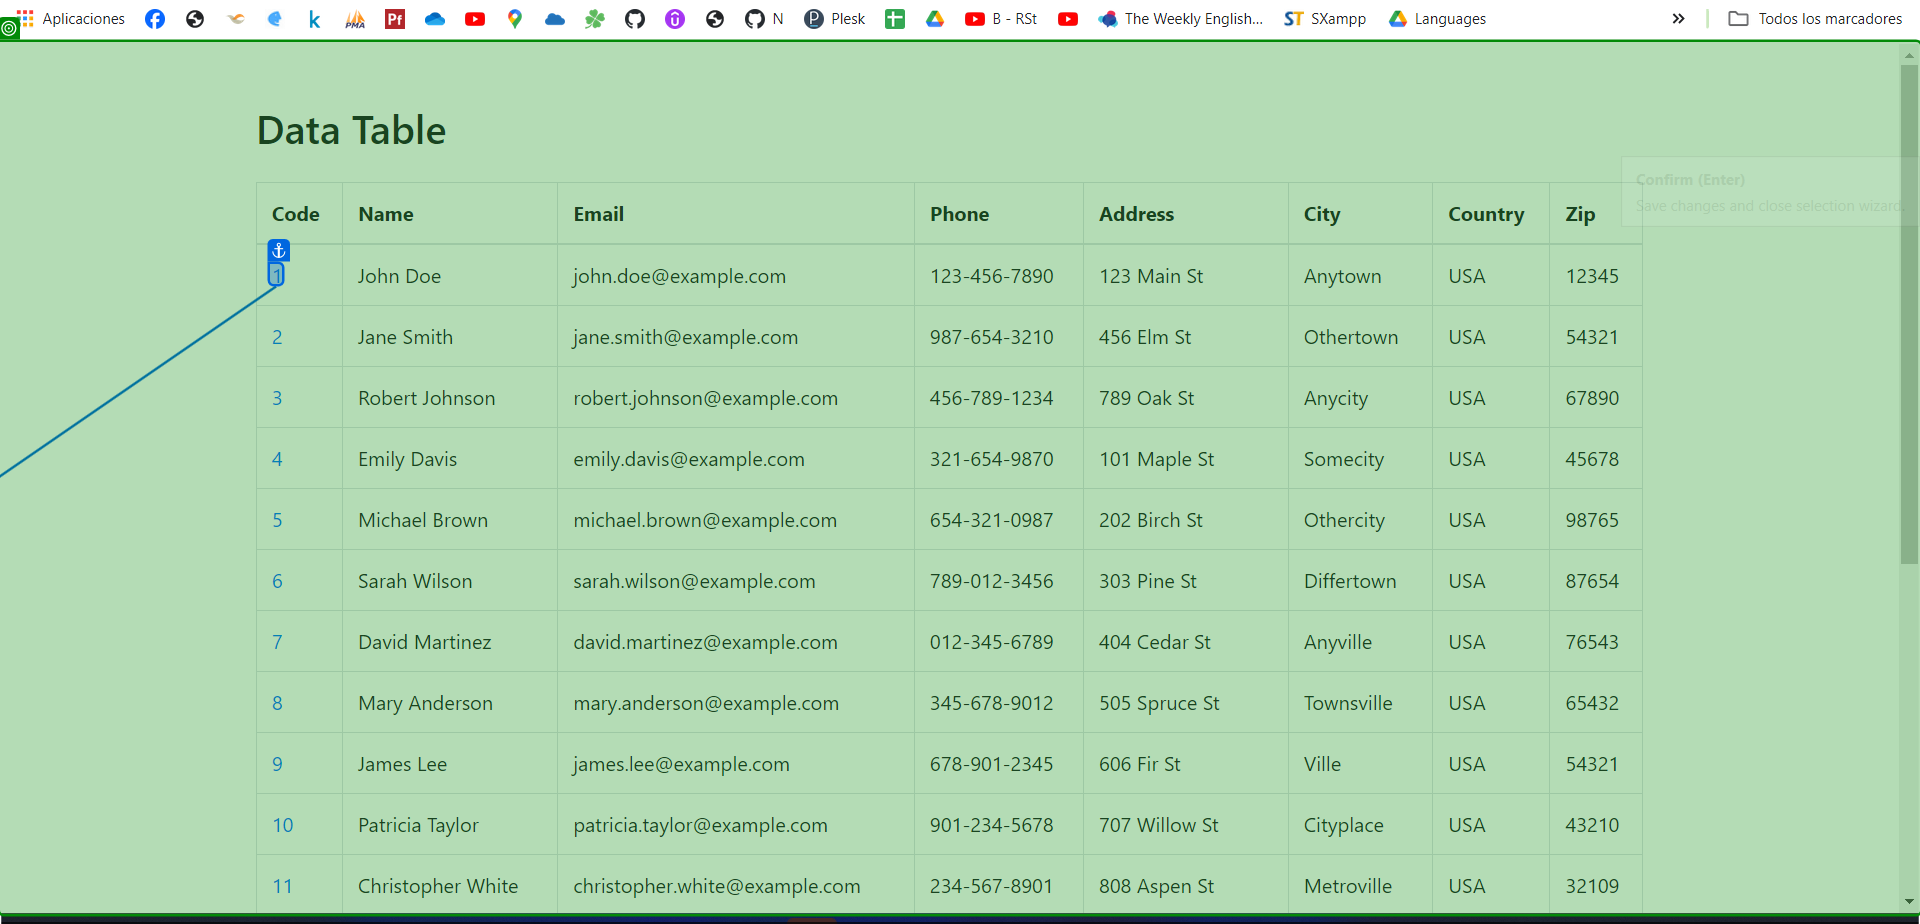 Aplicaciones k PMA Pf N P Plesk B - RSt The Weekly English... ST SXampp Languages » Todos los marcadores
Data Table
Confirm (Enter)
Save changes and close selection wizard.
Code Name Email Phone Address City Country Zip
1 John Doe john.doe@example.com 123-456-7890 123 Main St Anytown USA 12345
2 Jane Smith jane.smith@example.com 987-654-3210 456 Elm St Othertown USA 54321
3 Robert Johnson robert.johnson@example.com 456-789-1234 789 Oak St Anycity USA 67890
4 Emily Davis emily.davis@example.com 321-654-9870 101 Maple St Somecity USA 45678
5 Michael Brown michael.brown@example.com 654-321-0987 202 Birch St Othercity USA 98765
6 Sarah Wilson sarah.wilson@example.com 789-012-3456 303 Pine St Differtown USA 87654
7 David Martinez david.martinez@example.com 012-345-6789 404 Cedar St Anyville USA 76543
8 Mary Anderson mary.anderson@example.com 345-678-9012 505 Spruce St Townsville USA 65432
9 James Lee james.lee@example.com 678-901-2345 606 Fir St Ville USA 54321
10 Patricia Taylor patricia.taylor@example.com 901-234-5678 707 Willow St Cityplace USA 43210
11 Christopher White christopher.white@example.com 234-567-8901 808 Aspen St Metroville USA 32109